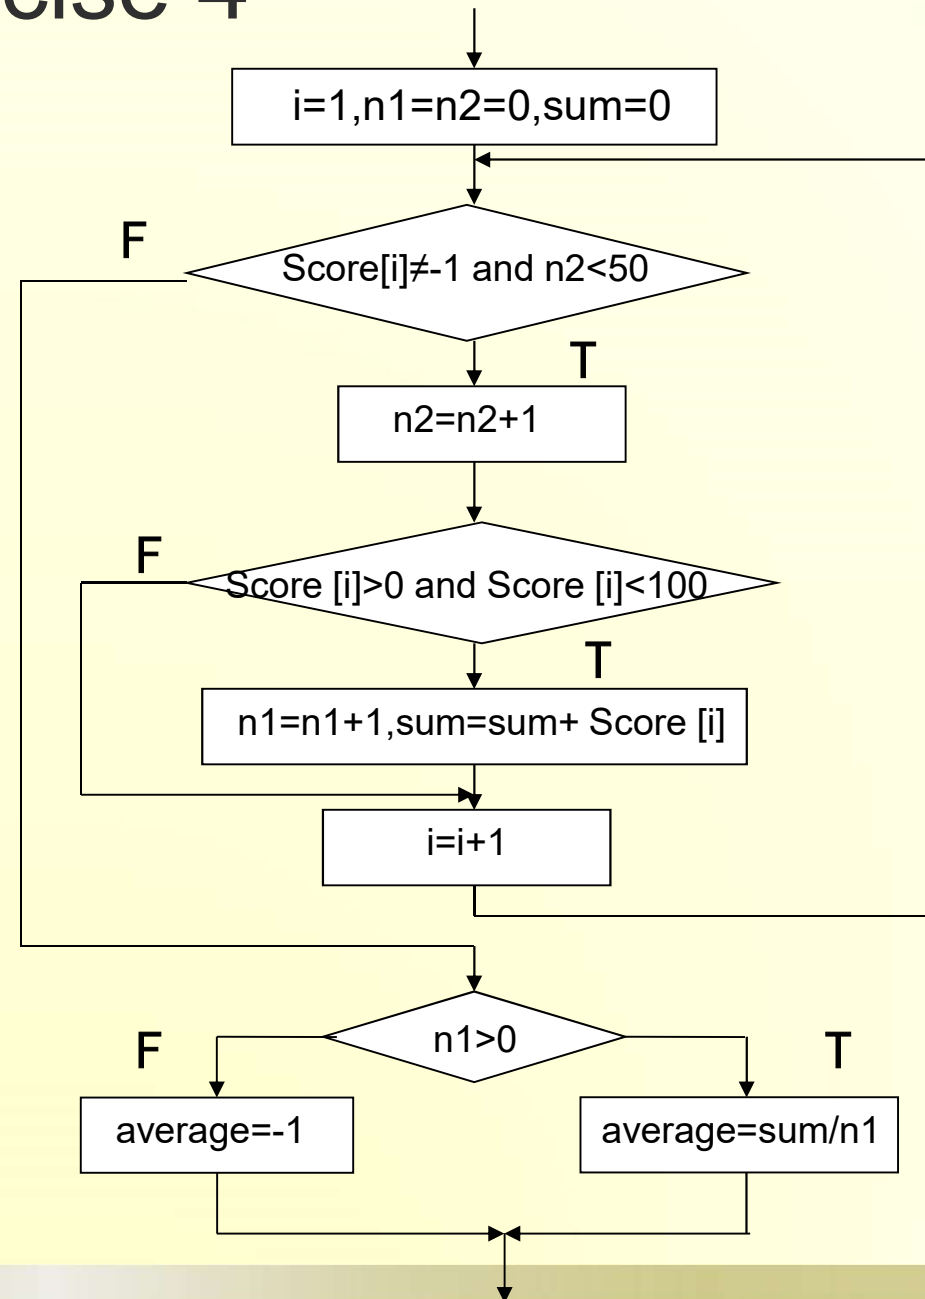 4
i=1,n1=n2=0,sum=0
F
Score[i]≠-1 and n2<50
T
n2=n2+1
F
Score [i]>0 and Score [i]<100
T
n1=n1+1,sum=sum+ Score [i]
i=i+1
n1>0
F
T
average=-1
average=sum/n1